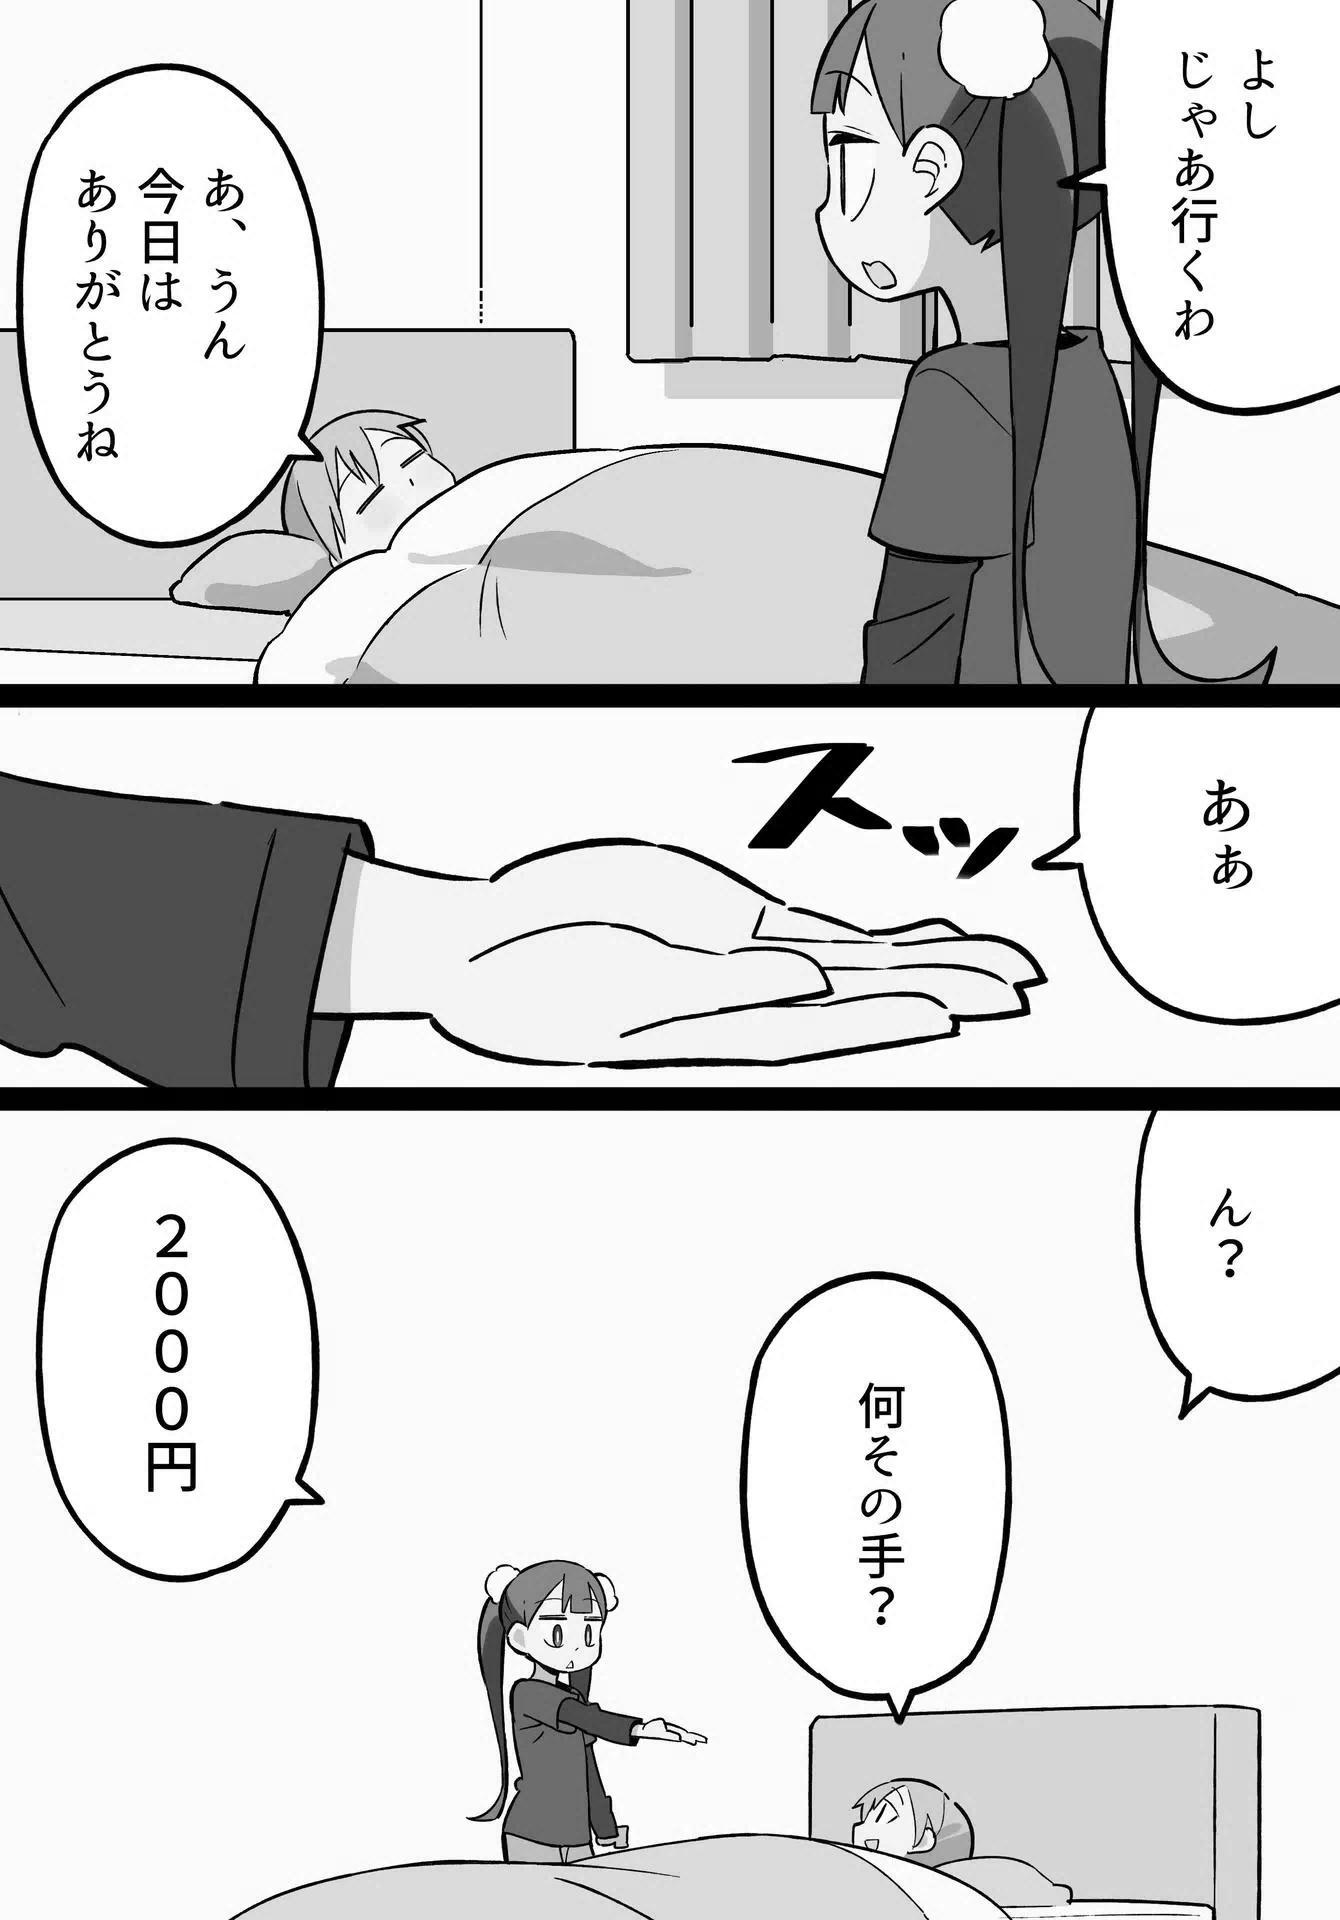 よし
じゃあ行くわ
あ、うん
今日は
ありがとうね
ああ
スッ
ん？
何その手？
2000円